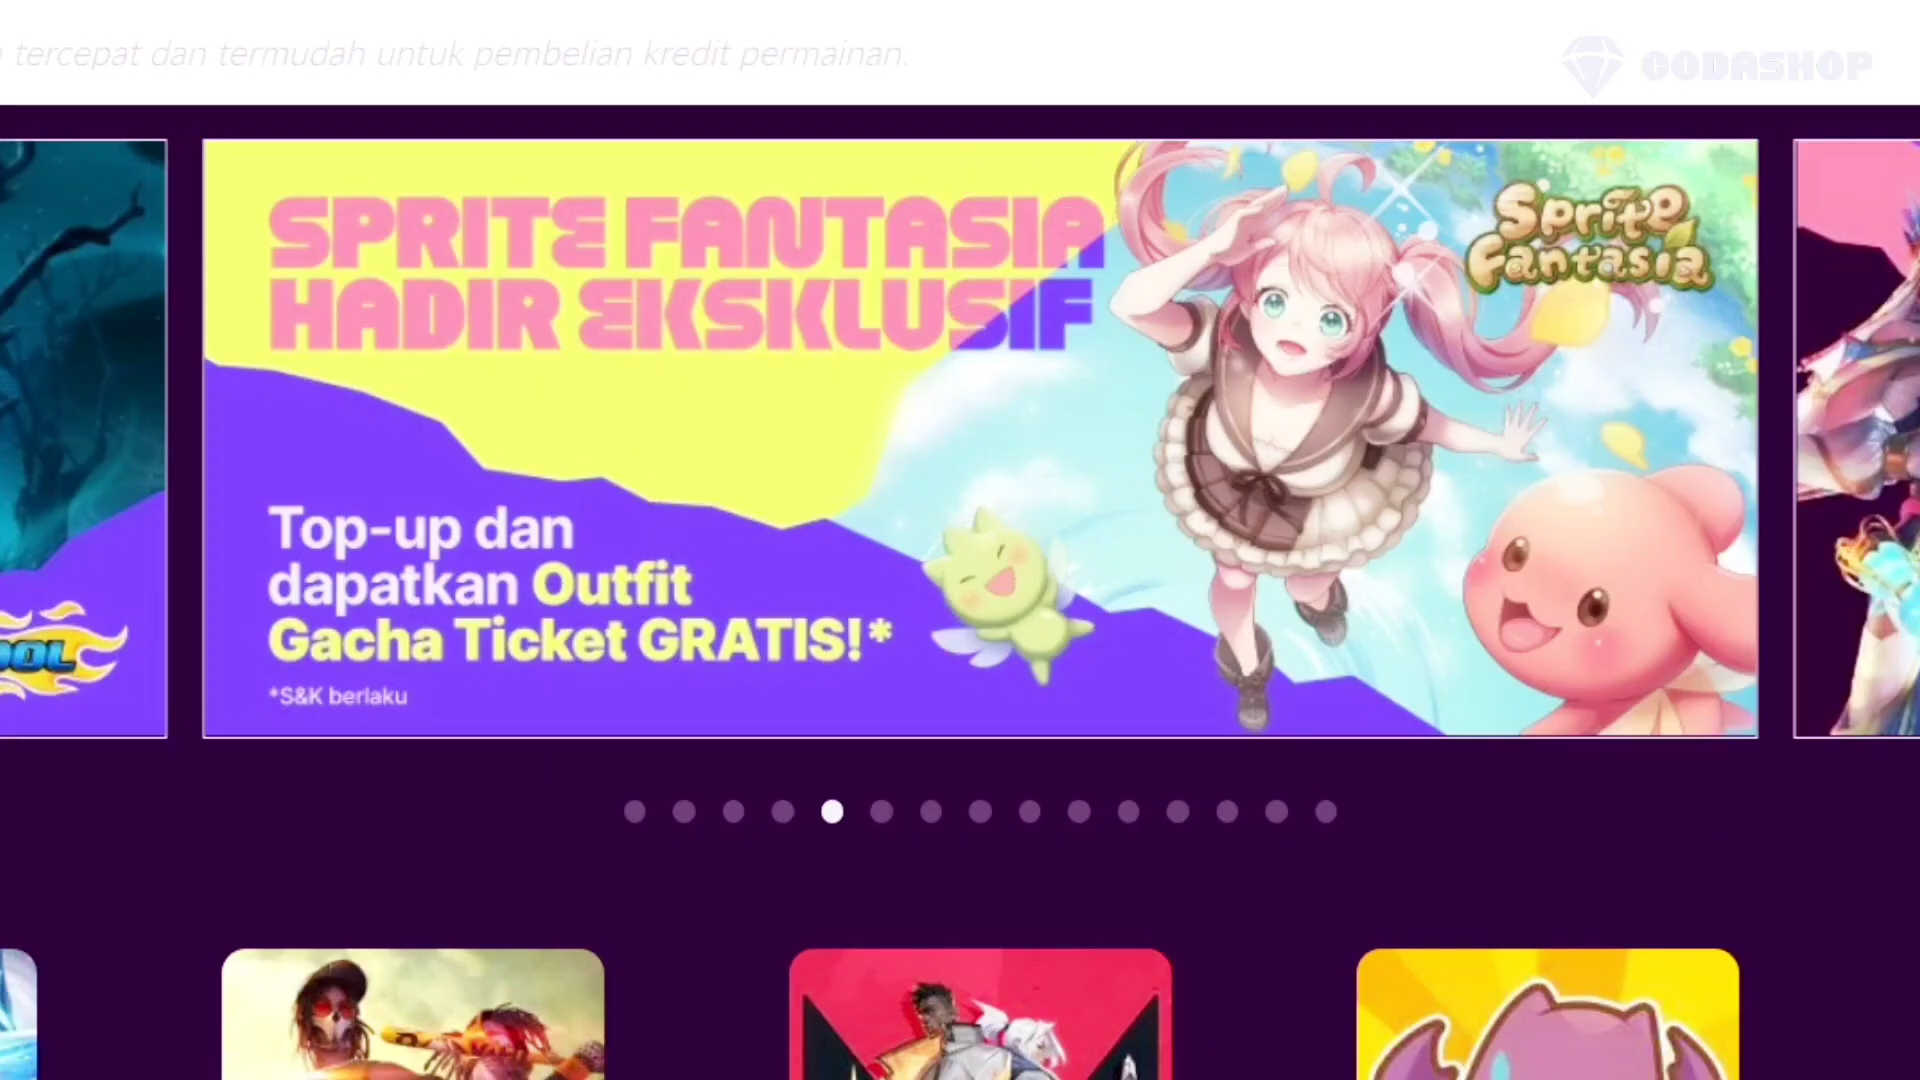 tercepat dan termudah untuk pembelian kredit permainan.
CODASHOP
SPRITE FANTASIA
HADIR EKSKLUSIF
Sprite
Fantasia
Top-up dan
dapatkan Outfit
Gacha Ticket GRATIS!*
*S&K berlaku